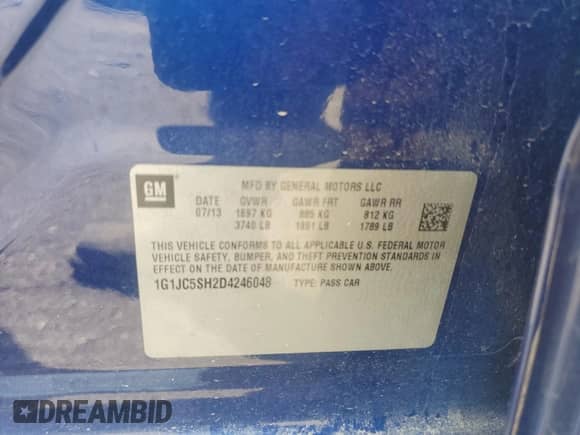 GM
MFD BY GENERAL MOTORS LLC
DATE GVWR GAWR FRT GAWR RR
07/13 1697 KG 885 KG 812 KG
3740 LB 1951 LB 1789 LB
THIS VEHICLE CONFORMS TO ALL APPLICABLE U.S. FEDERAL MOTOR
VEHICLE SAFETY, BUMPER, AND THEFT PREVENTION STANDARDS IN
EFFECT ON THE DATE OF MANUFACTURE SHOWN ABOVE.
1G1JC5SH2D4246048 TYPE: PASS CAR
DREAMBID